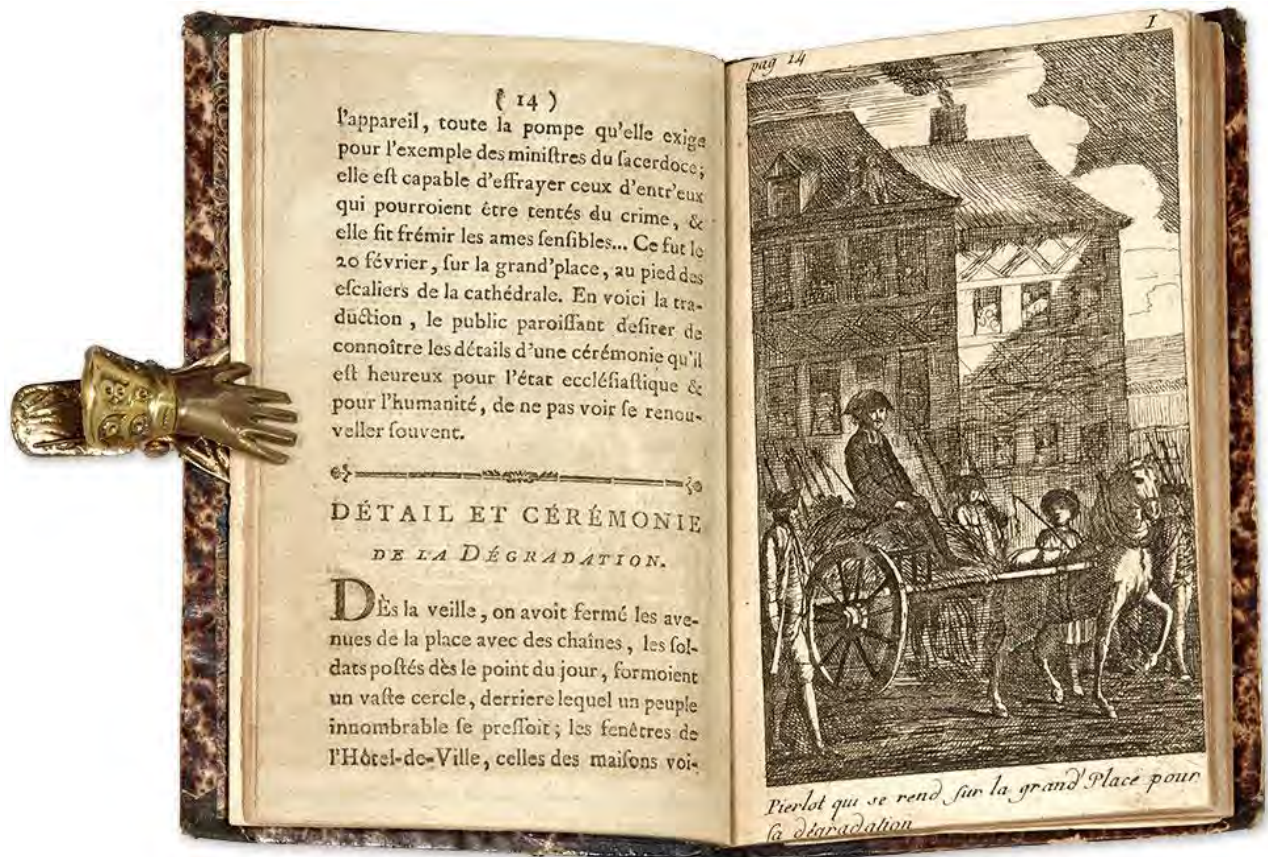 ( 14 )
l'appareil, toute la pompe qu'elle exige
pour l'exemple des miniſtres du ſacerdoce;
elle eſt capable d'effrayer ceux d'entr'eux
qui pourroient être tentés du crime, &
elle fit frémir les ames ſenſibles... Ce fut le
20 février, ſur la grand'place, au pied des
eſcaliers de la cathédrale. En voici la tra-
duction, le public paroiſſant deſirer de
connoître les détails d'une cérémonie qu'il
eſt heureux pour l'état eccléſiaſtique &
pour l'humanité, de ne pas voir ſe renou-
veller ſouvent.
DÉTAIL ET CÉRÉMONIE
DE LA DÉGRADATION.
DÈs la veille, on avoit fermé les ave-
nues de la place avec des chaînes, les ſol-
dats poſtés dès le point du jour, formoient
un vaſte cercle, derriere lequel un peuple
innombrable ſe preſſoit; les fenêtres de
l'Hôtel-de-Ville, celles des maiſons voi-
pag 14
I
Pierlot qui se rend ſur la grand'Place pour
ſa dégradation